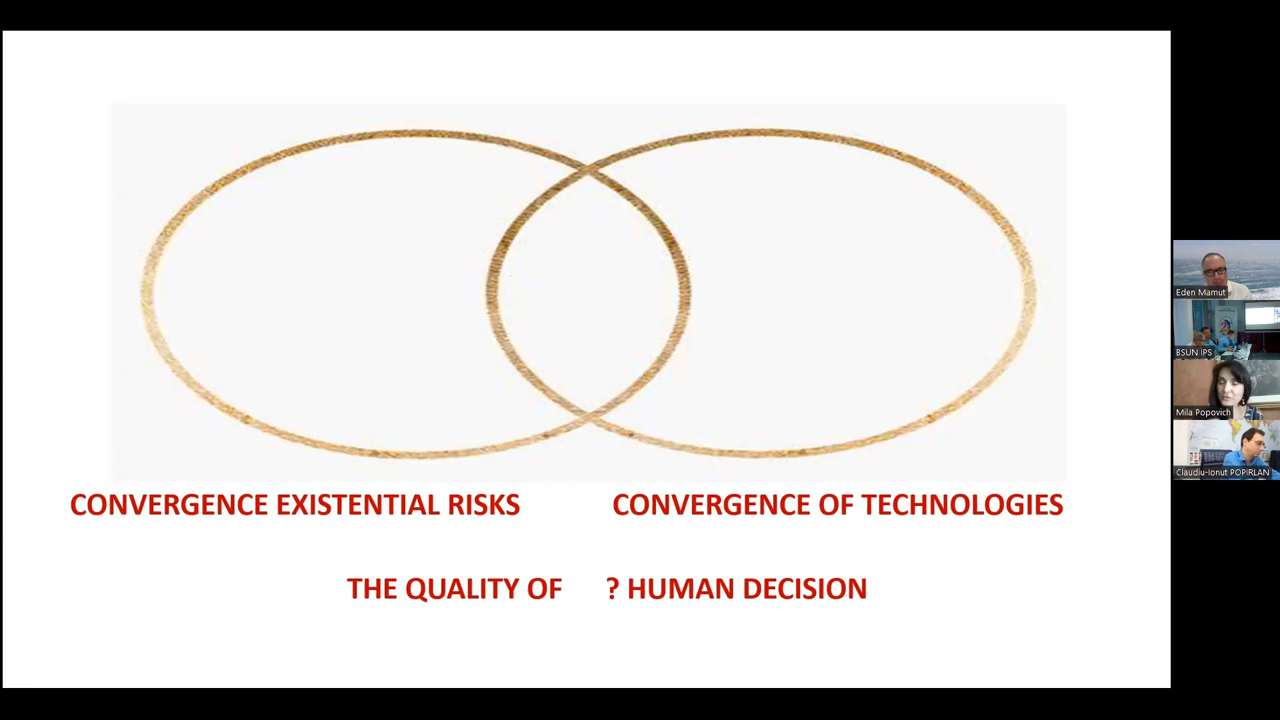 CONVERGENCE EXISTENTIAL RISKS CONVERGENCE OF TECHNOLOGIES
THE QUALITY OF ? HUMAN DECISION
Eden Mamut
BSUN IPS
Mila Popovich
Claudiu-Ionut POPIRLAN